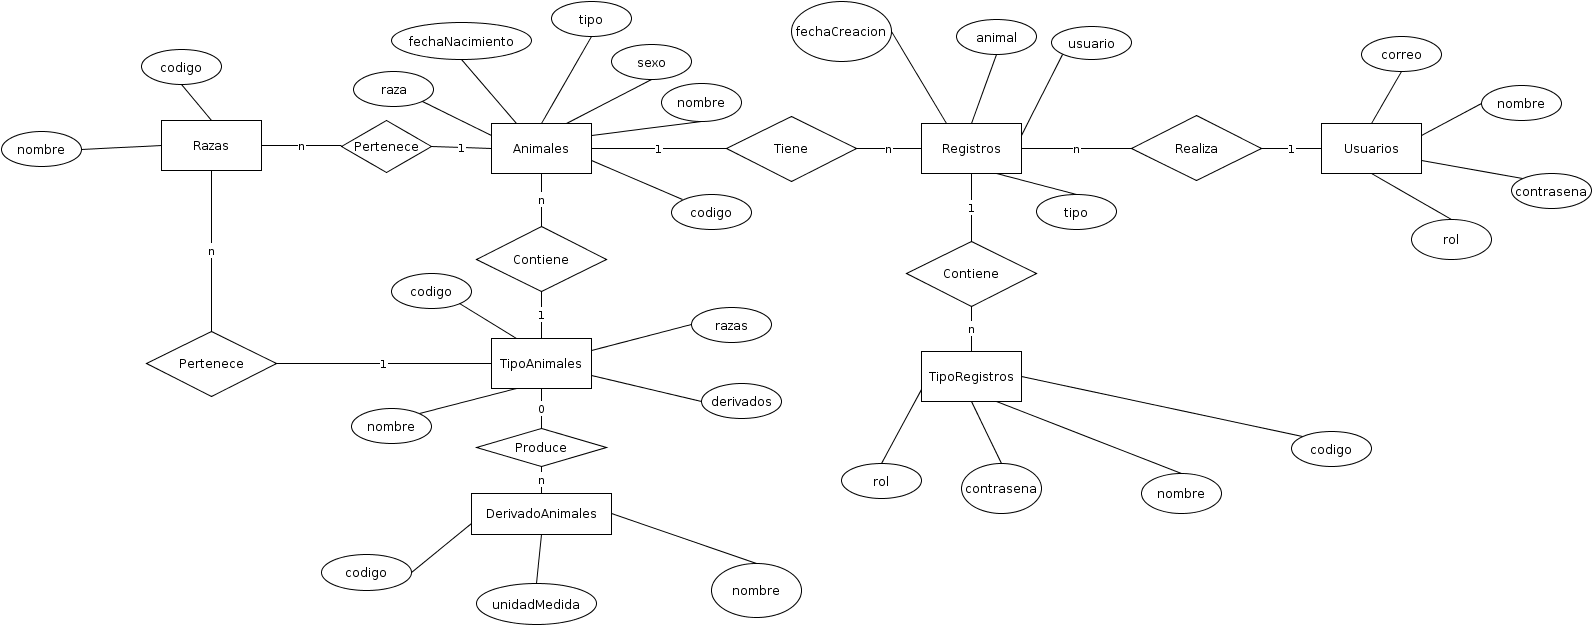 tipo
fechaNacimiento
fechaCreacion
animal
usuario
correo
sexo
codigo
raza
nombre
nombre
nombre
Razas
n
Pertenece
1
Animales
1
Tiene
n
Registros
n
Realiza
1
Usuarios
contrasena
n
codigo
1
tipo
rol
n
Contiene
Contiene
codigo
1
razas
n
Pertenece
1
TipoAnimales
TipoRegistros
derivados
0
nombre
Produce
codigo
n
rol
contrasena
nombre
DerivadoAnimales
codigo
unidadMedida
nombre